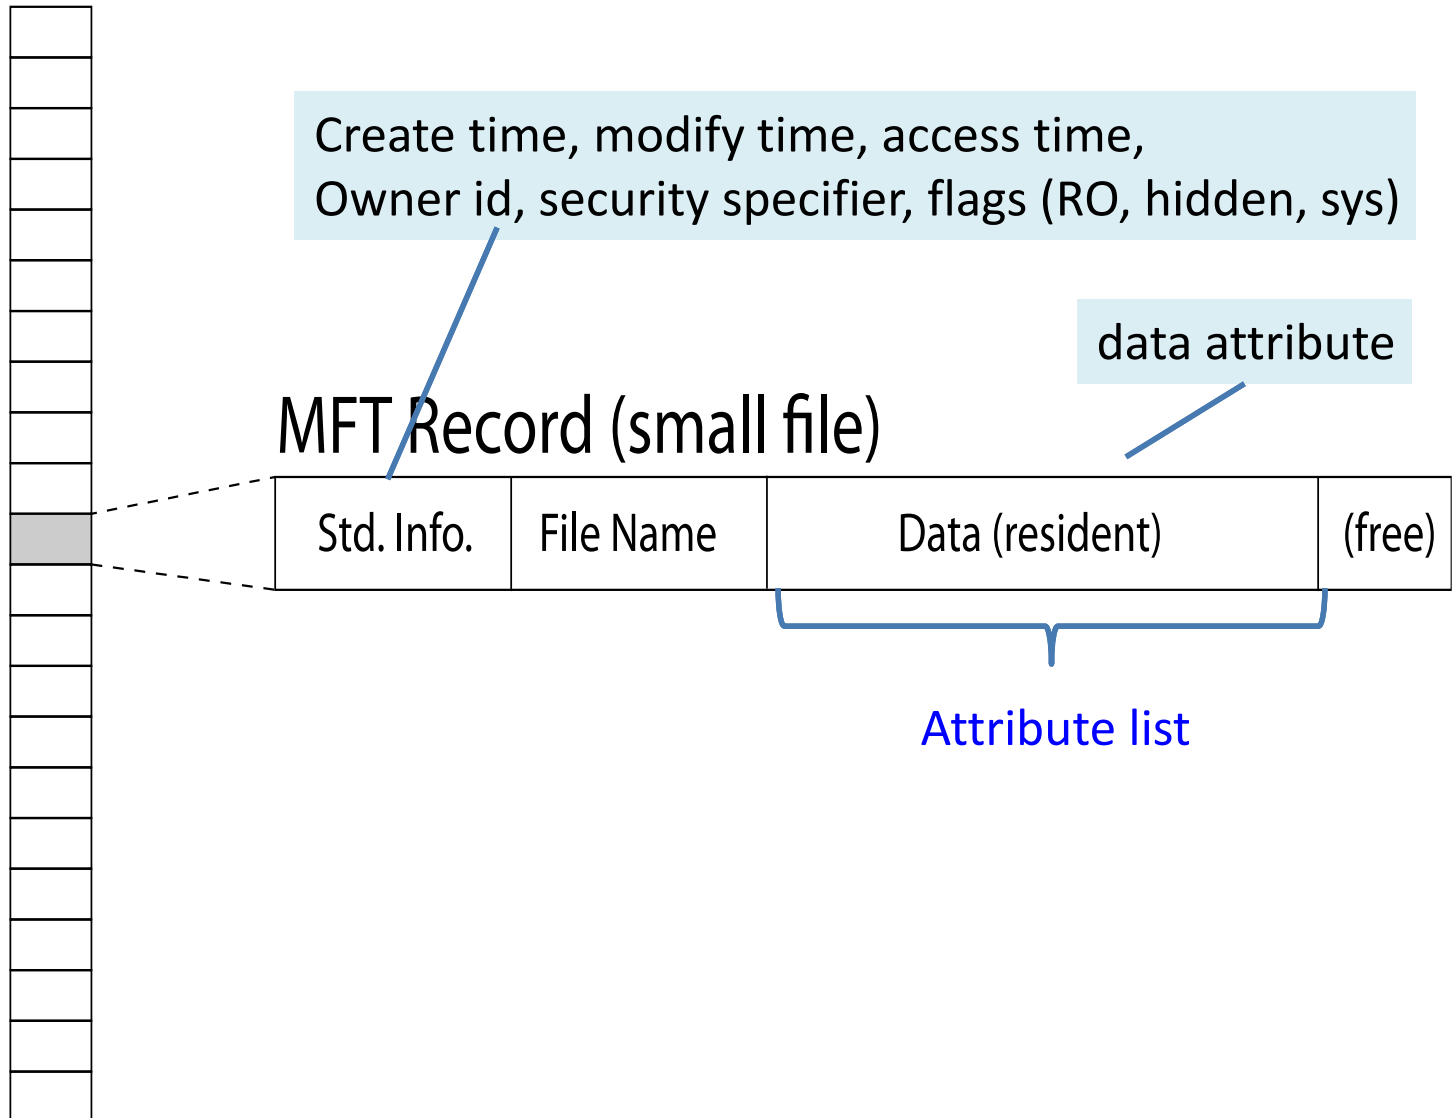 Create time, modify time, access time,
Owner id, security specifier, flags (RO, hidden, sys)
data attribute
MFT Record (small file)
Std. Info.
File Name
Data (resident)
(free)
Attribute list